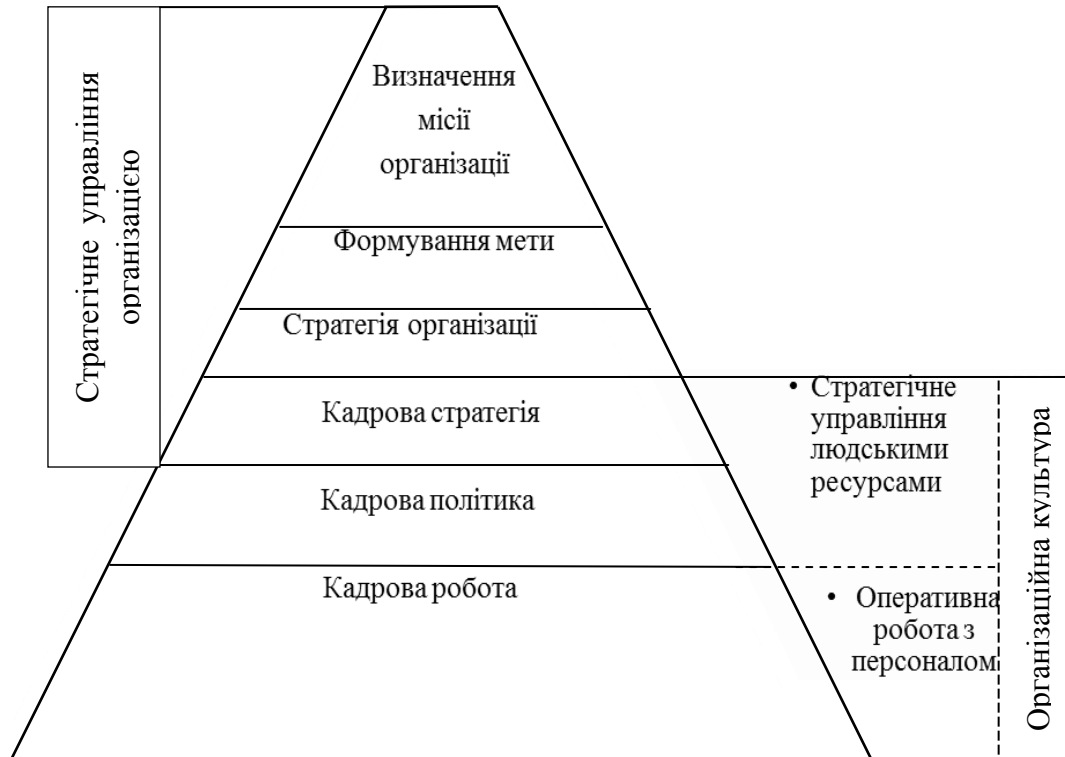 Стратегічне управління
організацією
Визначення
місії
організації
Формування мети
Стратегія організації
Кадрова стратегія
Кадрова політика
Кадрова робота
• Стратегічне
управління
людськими
ресурсами
• Оперативна
робота з
персоналом
Організаційна культура